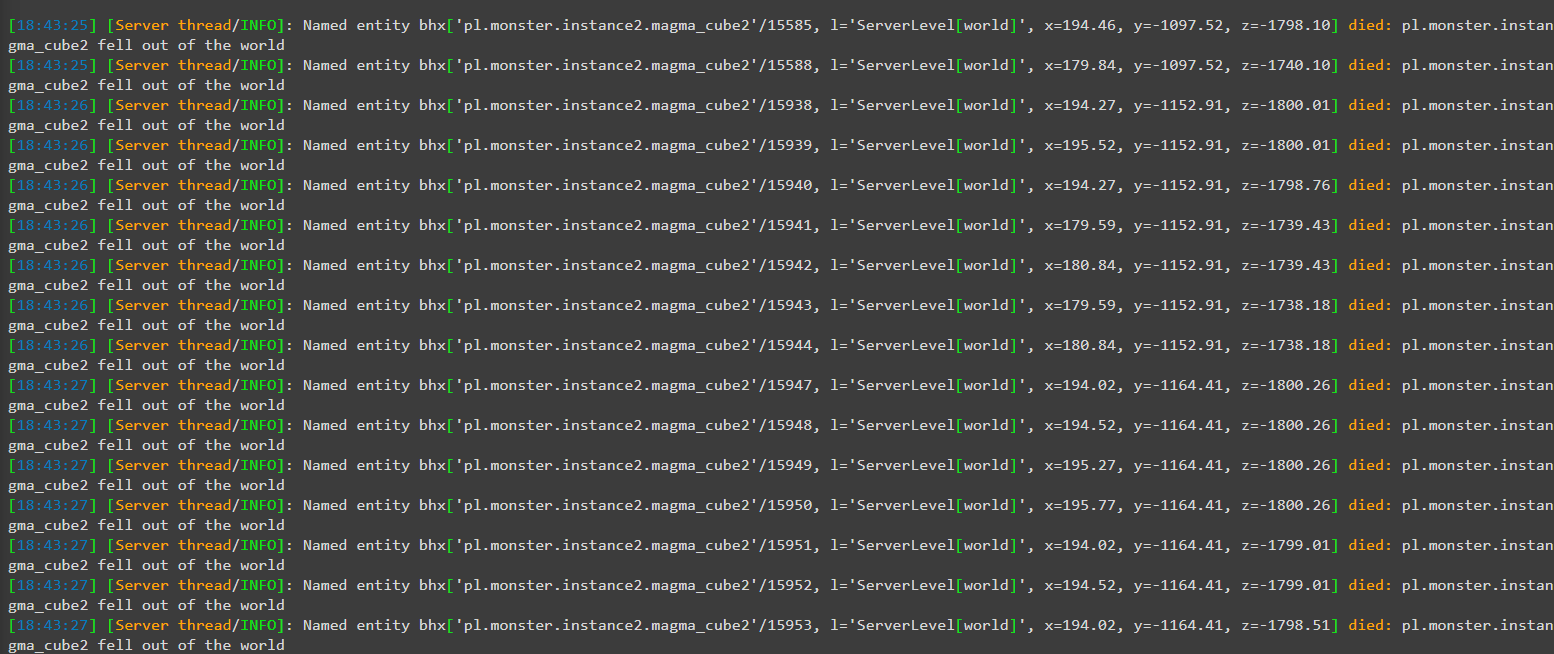 [18:43:25] [Server thread/INFO]: Named entity bhx['pl.monster.instance2.magma_cube2'/15585, l='ServerLevel[world]', x=194.46, y=-1097.52, z=-1798.10] died: pl.monster.instan
gma_cube2 fell out of the world
[18:43:25] [Server thread/INFO]: Named entity bhx['pl.monster.instance2.magma_cube2'/15588, l='ServerLevel[world]', x=179.84, y=-1097.52, z=-1740.10] died: pl.monster.instan
gma_cube2 fell out of the world
[18:43:26] [Server thread/INFO]: Named entity bhx['pl.monster.instance2.magma_cube2'/15938, l='ServerLevel[world]', x=194.27, y=-1152.91, z=-1800.01] died: pl.monster.instan
gma_cube2 fell out of the world
[18:43:26] [Server thread/INFO]: Named entity bhx['pl.monster.instance2.magma_cube2'/15939, l='ServerLevel[world]', x=195.52, y=-1152.91, z=-1800.01] died: pl.monster.instan
gma_cube2 fell out of the world
[18:43:26] [Server thread/INFO]: Named entity bhx['pl.monster.instance2.magma_cube2'/15940, l='ServerLevel[world]', x=194.27, y=-1152.91, z=-1798.76] died: pl.monster.instan
gma_cube2 fell out of the world
[18:43:26] [Server thread/INFO]: Named entity bhx['pl.monster.instance2.magma_cube2'/15941, l='ServerLevel[world]', x=179.59, y=-1152.91, z=-1739.43] died: pl.monster.instan
gma_cube2 fell out of the world
[18:43:26] [Server thread/INFO]: Named entity bhx['pl.monster.instance2.magma_cube2'/15942, l='ServerLevel[world]', x=180.84, y=-1152.91, z=-1739.43] died: pl.monster.instan
gma_cube2 fell out of the world
[18:43:26] [Server thread/INFO]: Named entity bhx['pl.monster.instance2.magma_cube2'/15943, l='ServerLevel[world]', x=179.59, y=-1152.91, z=-1738.18] died: pl.monster.instan
gma_cube2 fell out of the world
[18:43:26] [Server thread/INFO]: Named entity bhx['pl.monster.instance2.magma_cube2'/15944, l='ServerLevel[world]', x=180.84, y=-1152.91, z=-1738.18] died: pl.monster.instan
gma_cube2 fell out of the world
[18:43:27] [Server thread/INFO]: Named entity bhx['pl.monster.instance2.magma_cube2'/15947, l='ServerLevel[world]', x=194.02, y=-1164.41, z=-1800.26] died: pl.monster.instan
gma_cube2 fell out of the world
[18:43:27] [Server thread/INFO]: Named entity bhx['pl.monster.instance2.magma_cube2'/15948, l='ServerLevel[world]', x=194.52, y=-1164.41, z=-1800.26] died: pl.monster.instan
gma_cube2 fell out of the world
[18:43:27] [Server thread/INFO]: Named entity bhx['pl.monster.instance2.magma_cube2'/15949, l='ServerLevel[world]', x=195.27, y=-1164.41, z=-1800.26] died: pl.monster.instan
gma_cube2 fell out of the world
[18:43:27] [Server thread/INFO]: Named entity bhx['pl.monster.instance2.magma_cube2'/15950, l='ServerLevel[world]', x=195.77, y=-1164.41, z=-1800.26] died: pl.monster.instan
gma_cube2 fell out of the world
[18:43:27] [Server thread/INFO]: Named entity bhx['pl.monster.instance2.magma_cube2'/15951, l='ServerLevel[world]', x=194.02, y=-1164.41, z=-1799.01] died: pl.monster.instan
gma_cube2 fell out of the world
[18:43:27] [Server thread/INFO]: Named entity bhx['pl.monster.instance2.magma_cube2'/15952, l='ServerLevel[world]', x=194.52, y=-1164.41, z=-1799.01] died: pl.monster.instan
gma_cube2 fell out of the world
[18:43:27] [Server thread/INFO]: Named entity bhx['pl.monster.instance2.magma_cube2'/15953, l='ServerLevel[world]', x=194.02, y=-1164.41, z=-1798.51] died: pl.monster.instan
gma_cube2 fell out of the world